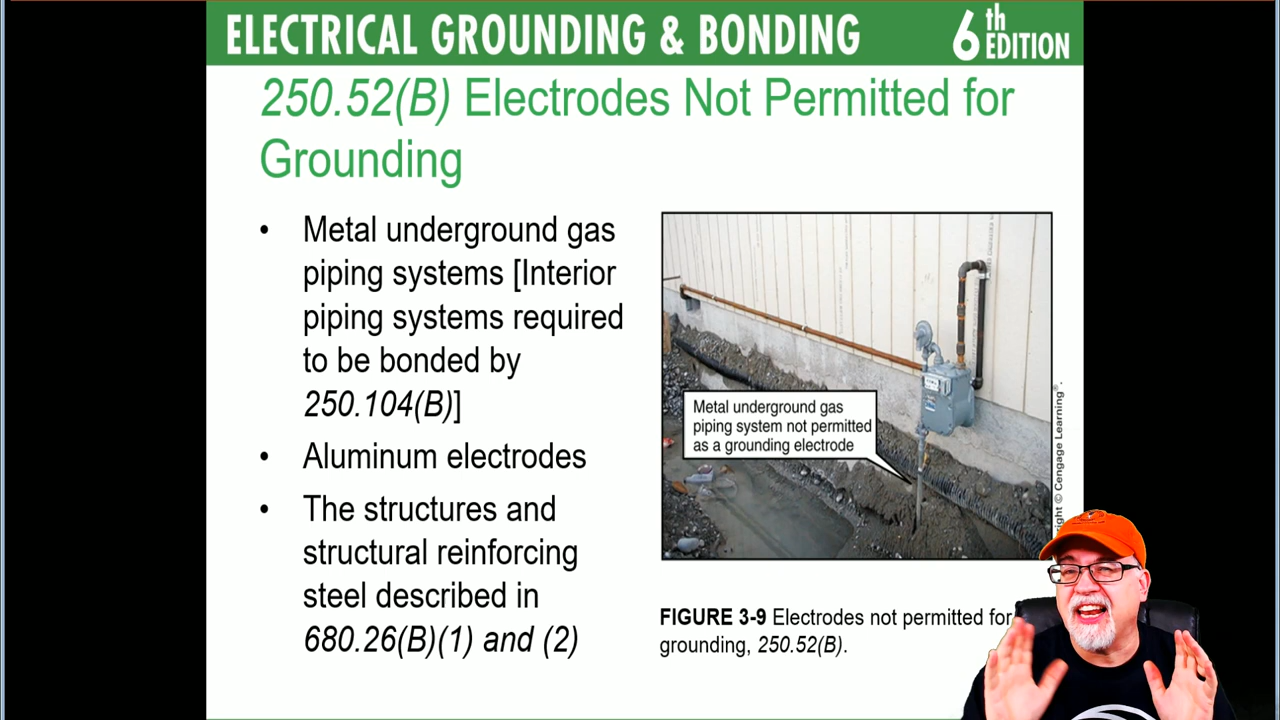 ELECTRICAL GROUNDING & BONDING
6th EDITION
250.52(B) Electrodes Not Permitted for
Grounding
• Metal underground gas
piping systems [Interior
piping systems required
to be bonded by
250.104(B)]
• Aluminum electrodes
• The structures and
structural reinforcing
steel described in
680.26(B)(1) and (2)
Metal underground gas
piping system not permitted
as a grounding electrode
© Cengage Learning®.
FIGURE 3-9 Electrodes not permitted for
grounding, 250.52(B).